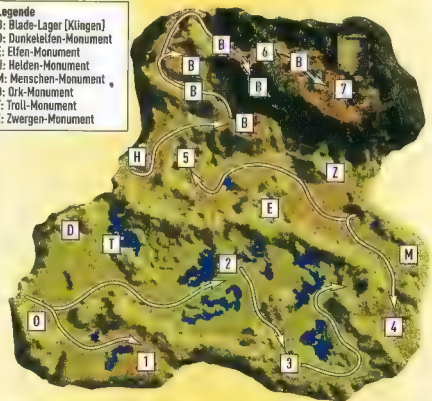 Legende
B: Blade-Lager (Klingen)
D: Dunkelelfen-Monument
E: Elfen-Monument
H: Helden-Monument
M: Menschen-Monument
O: Ork-Monument
T: Troll-Monument
Z: Zwergen-Monument
B
B
6
B
B
B
7
B
B
H
5
Z
E
D
T
M
2
O
4
1
3